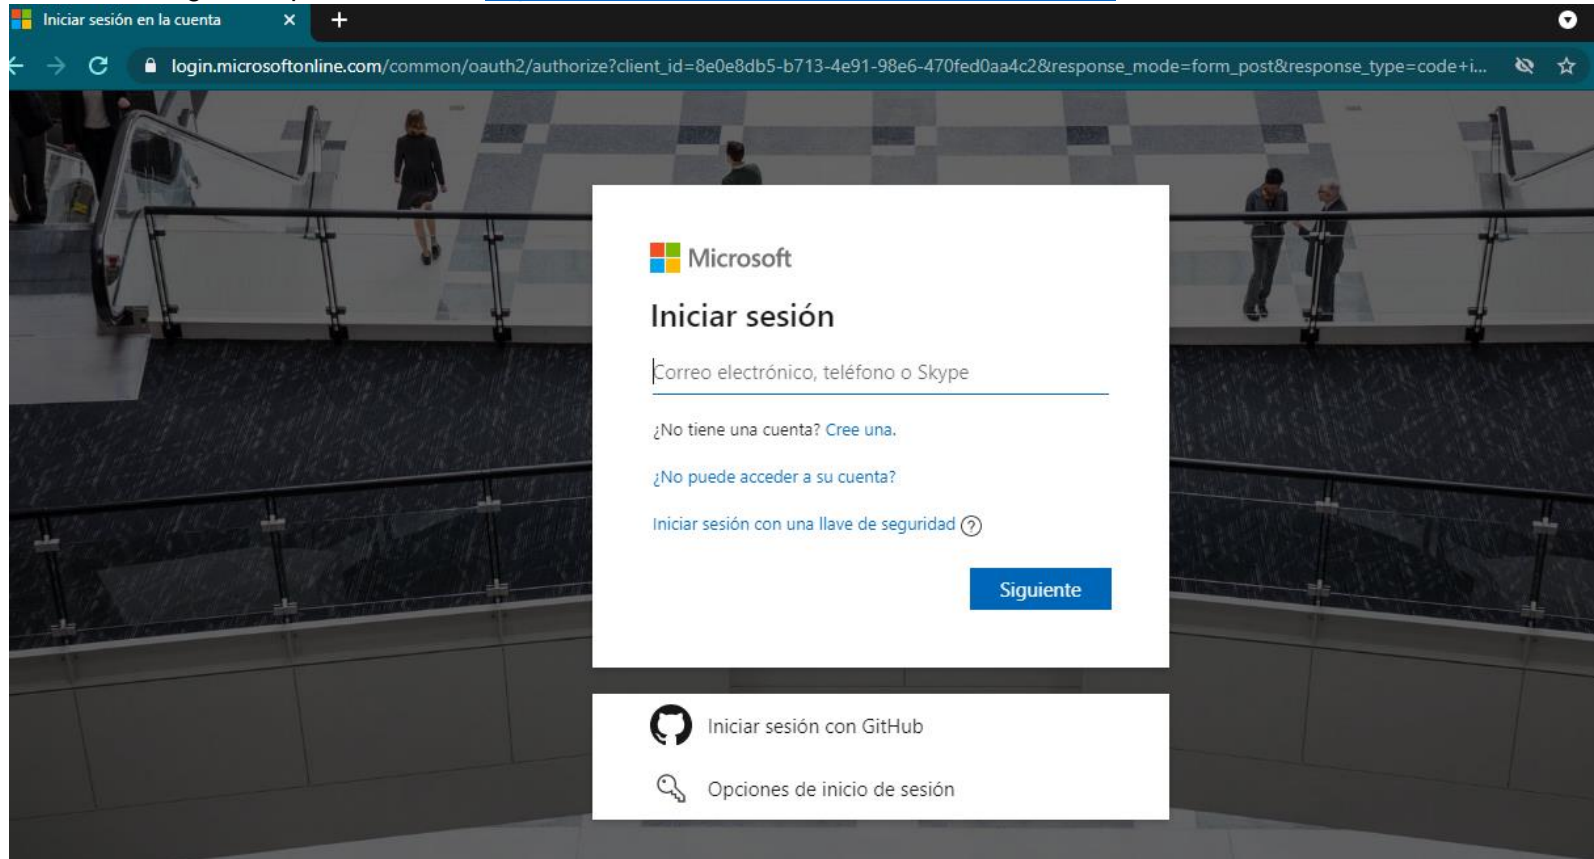 Iniciar sesión en la cuenta
login.microsoftonline.com/common/oauth2/authorize?client_id=8e0e8db5-b713-4e91-98e6-470fed0aa4c2&response_mode=form_post&response_type=code+i...
Microsoft
Iniciar sesión
Correo electrónico, teléfono o Skype
¿No tiene una cuenta? Cree una.
¿No puede acceder a su cuenta?
Iniciar sesión con una llave de seguridad
Siguiente
Iniciar sesión con GitHub
Opciones de inicio de sesión